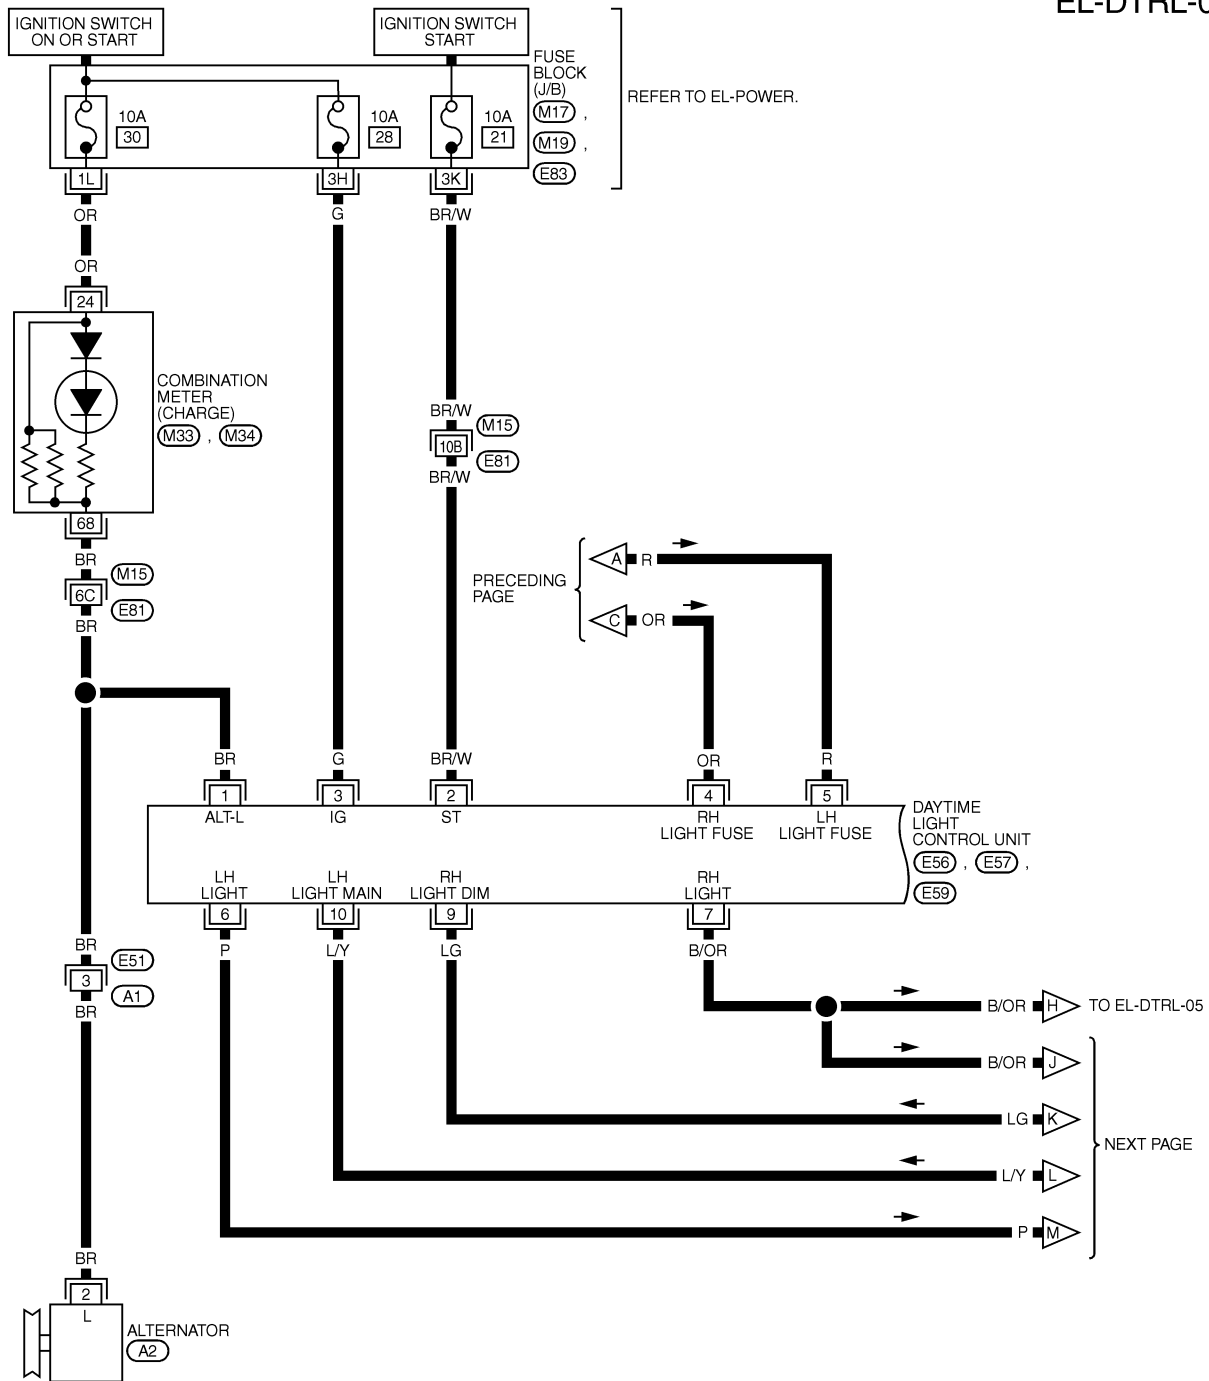 EL-DTRL-0
IGNITION SWITCH
ON OR START
IGNITION SWITCH
START
FUSE
BLOCK
(J/B)
M17 ,
M19 ,
E83
REFER TO EL-POWER.
10A
30
10A
28
10A
21
1L
3H
3K
OR
G
BR/W
OR
24
COMBINATION
METER
(CHARGE)
M33 , M34
BR/W
M15
10B
E81
BR/W
68
BR
M15
6C
E81
BR
PRECEDING
PAGE
A R
C OR
BR
G
BR/W
OR
R
1
3
2
4
5
ALT-L
IG
ST
RH
LIGHT FUSE
LH
LIGHT FUSE
DAYTIME
LIGHT
CONTROL UNIT
E56 , E57 ,
E59
LH
LIGHT
LH
LIGHT MAIN
RH
LIGHT DIM
RH
LIGHT
6
10
9
7
P
L/Y
LG
B/OR
BR
E51
3
A1
BR
B/OR H TO EL-DTRL-05
B/OR J
LG K
NEXT PAGE
L/Y L
P M
BR
2
L
ALTERNATOR
A2